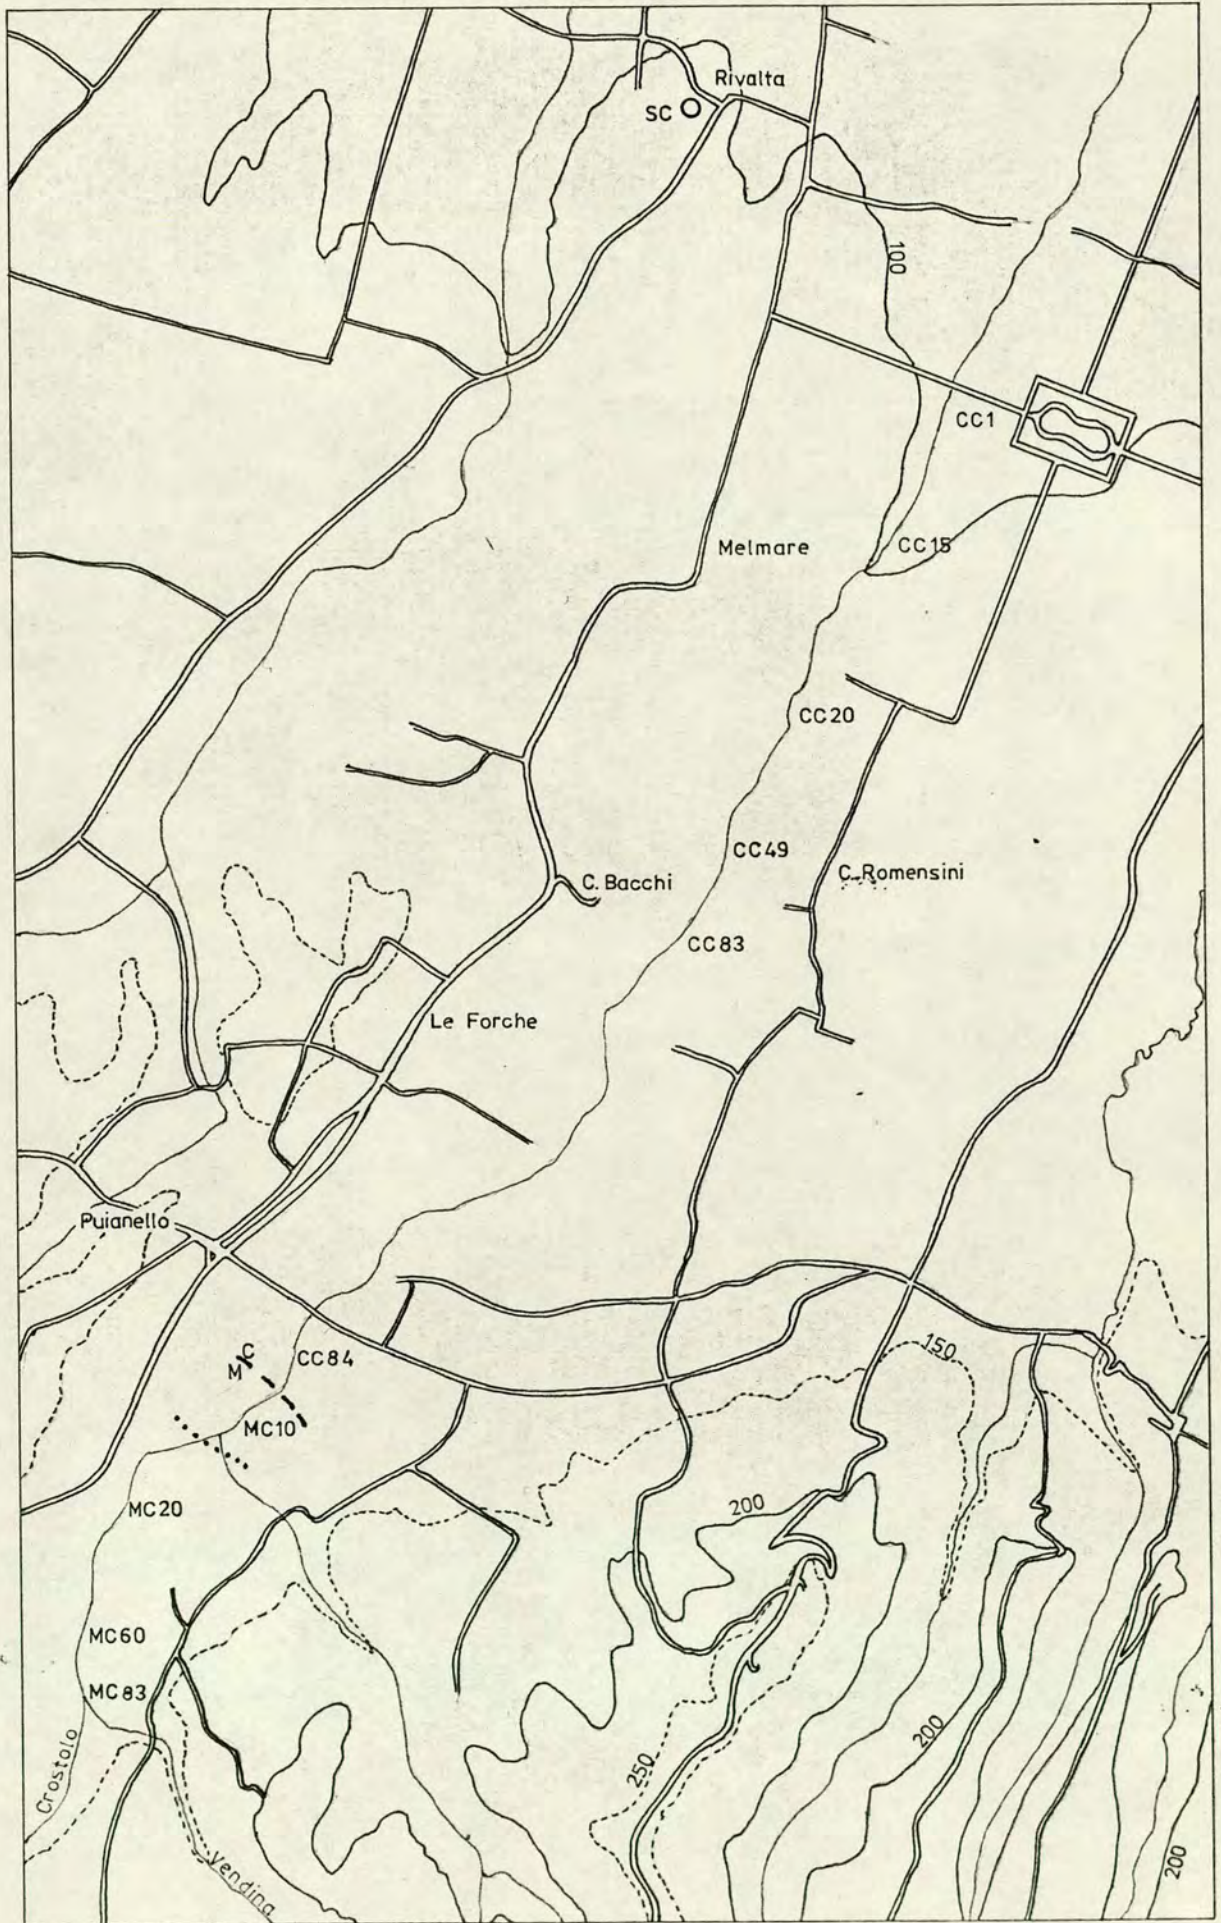 Rivalta
SC
100
CC1
Melmare
CC15
CC20
CC49
C. Romensini
C. Bacchi
CC83
Le Forche
Puianello
CC84
M C
150
MC10
200
MC20
MC60
MC83
Crostolo
250
200
Vendina
200